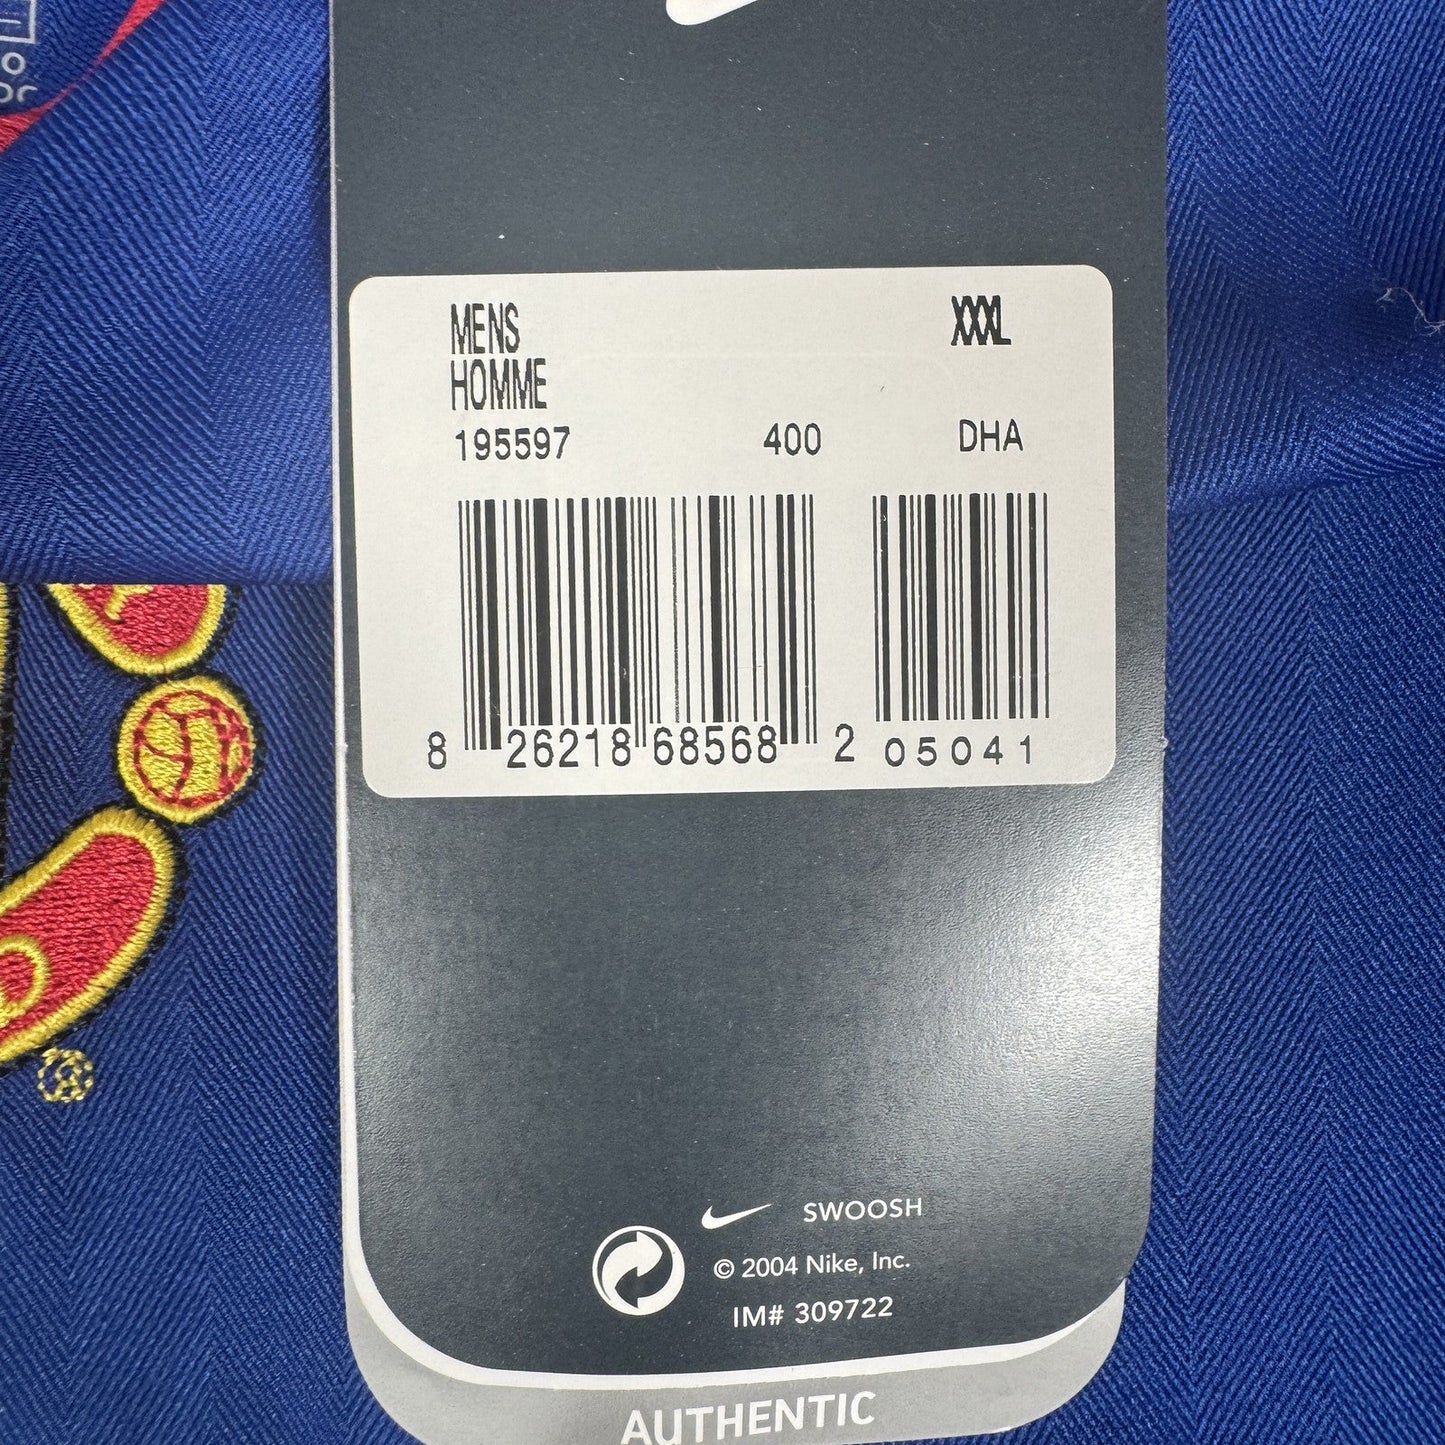 MENS XXXL
HOMME
195597 400 DHA
8 26218 68568 2 05041
SWOOSH
© 2004 Nike, Inc.
IM# 309722
AUTHENTIC